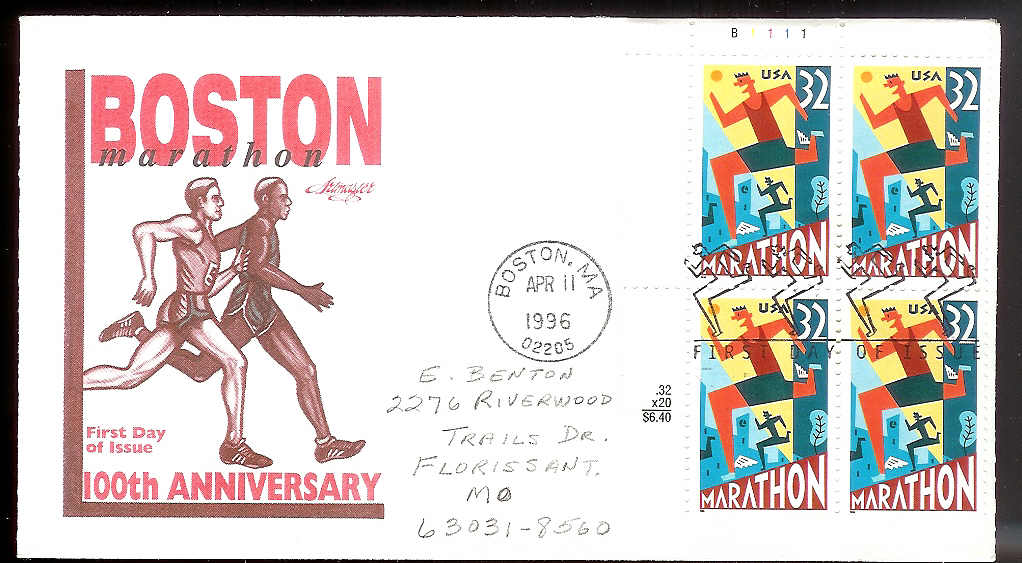 BOSTON
marathon
Artmaster
First Day
of Issue
100th ANNIVERSARY
BOSTON, MA
APR 11
1996
02205
E. BENTON
2276 RIVERWOOD
TRAILS DR.
FLORISSANT.
MO
63031-8560
B 1 1 1 1
USA 32
MARATHON
USA 32
MARATHON
.32
x20
$6.40
USA 32
MARATHON
USA 32
MARATHON
FIRST DAY OF ISSUE